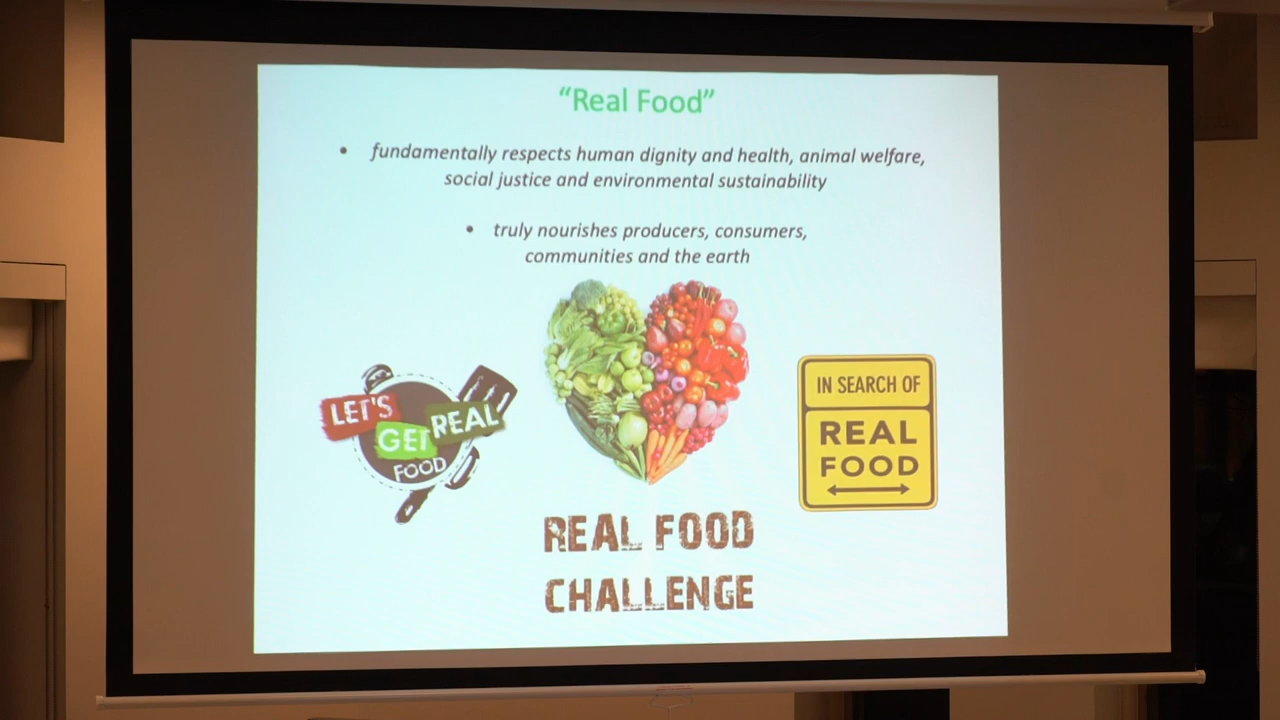 “Real Food”
• fundamentally respects human dignity and health, animal welfare,
social justice and environmental sustainability
• truly nourishes producers, consumers,
communities and the earth
LET'S
GET REAL
FOOD
IN SEARCH OF
REAL
FOOD
REAL FOOD
CHALLENGE